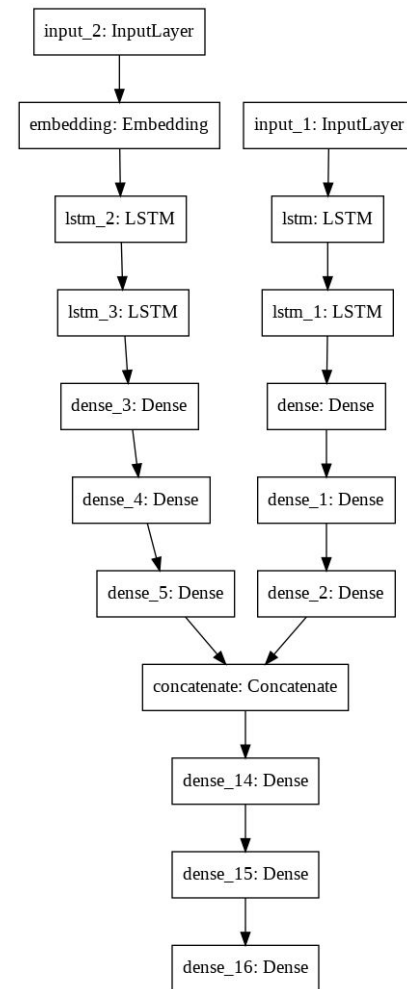 input_2: InputLayer
embedding: Embedding
input_1: InputLayer
lstm_2: LSTM
lstm: LSTM
lstm_3: LSTM
lstm_1: LSTM
dense_3: Dense
dense: Dense
dense_4: Dense
dense_1: Dense
dense_5: Dense
dense_2: Dense
concatenate: Concatenate
dense_14: Dense
dense_15: Dense
dense_16: Dense